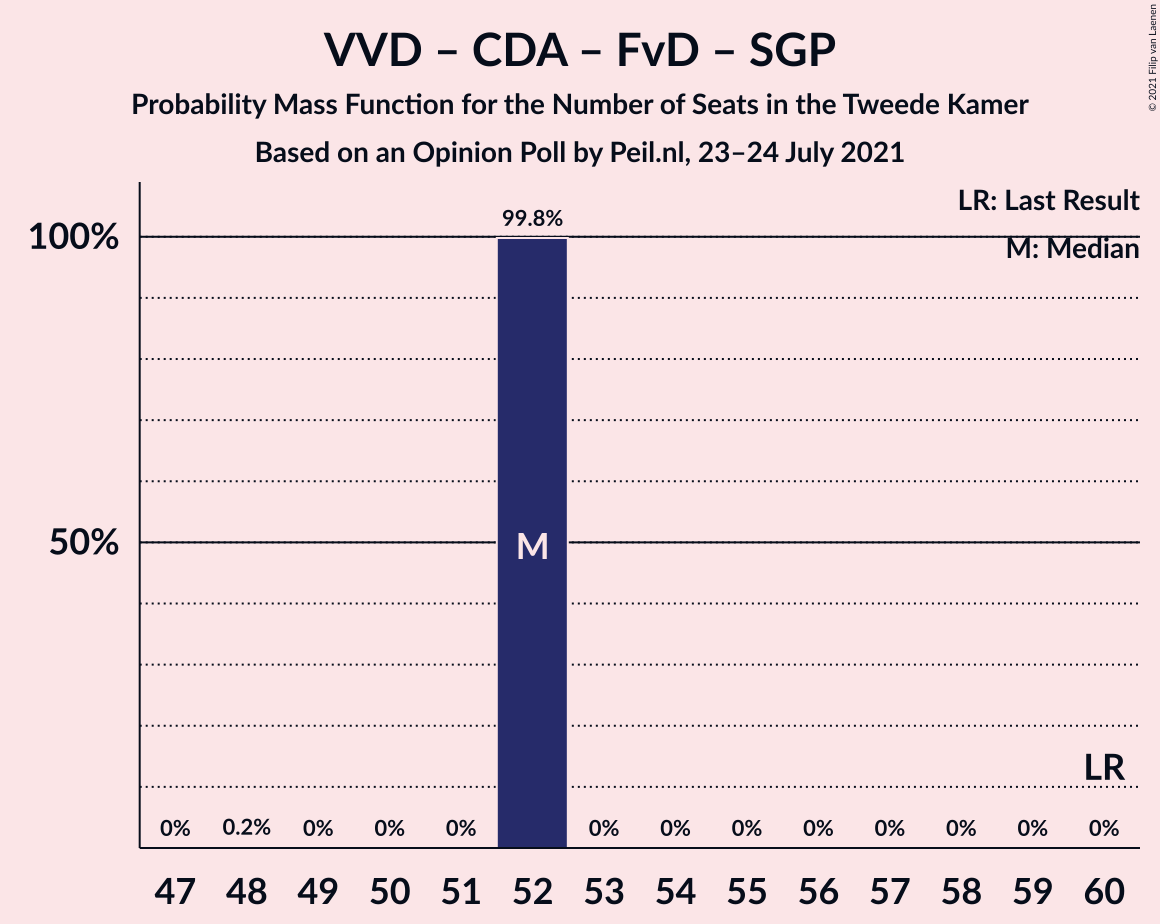 VVD – CDA – FvD – SGP
Probability Mass Function for the Number of Seats in the Tweede Kamer
Based on an Opinion Poll by Peil.nl, 23–24 July 2021
© 2021 Filip van Laenen
LR: Last Result
M: Median
99.8%
100%
50%
M
LR
0% 0.2% 0% 0% 0% 0% 0% 0% 0% 0% 0% 0% 0%
47 48 49 50 51 52 53 54 55 56 57 58 59 60